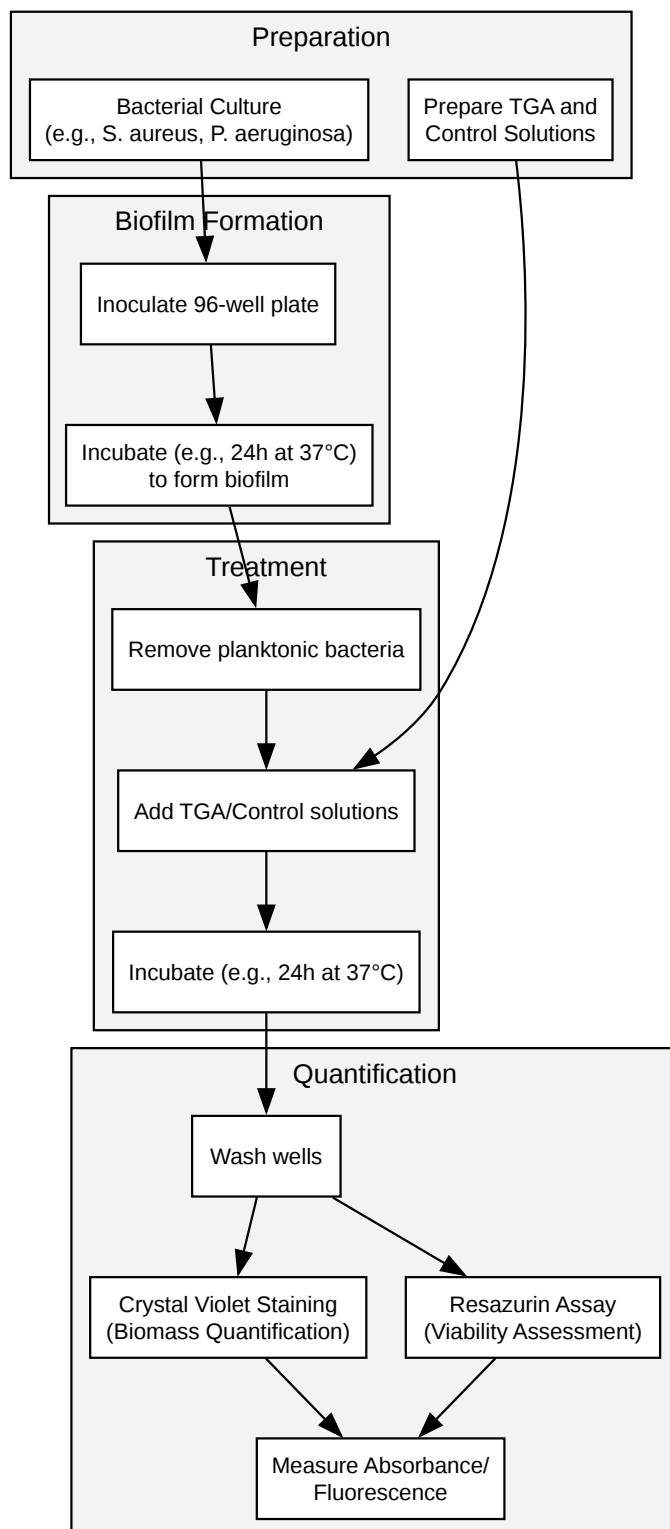 Preparation
Bacterial Culture
(e.g., S. aureus, P. aeruginosa)
Prepare TGA and
Control Solutions
Biofilm Formation
Inoculate 96-well plate
Incubate (e.g., 24h at 37°C)
to form biofilm
Treatment
Remove planktonic bacteria
Add TGA/Control solutions
Incubate (e.g., 24h at 37°C)
Quantification
Wash wells
Crystal Violet Staining
(Biomass Quantification)
Resazurin Assay
(Viability Assessment)
Measure Absorbance/
Fluorescence